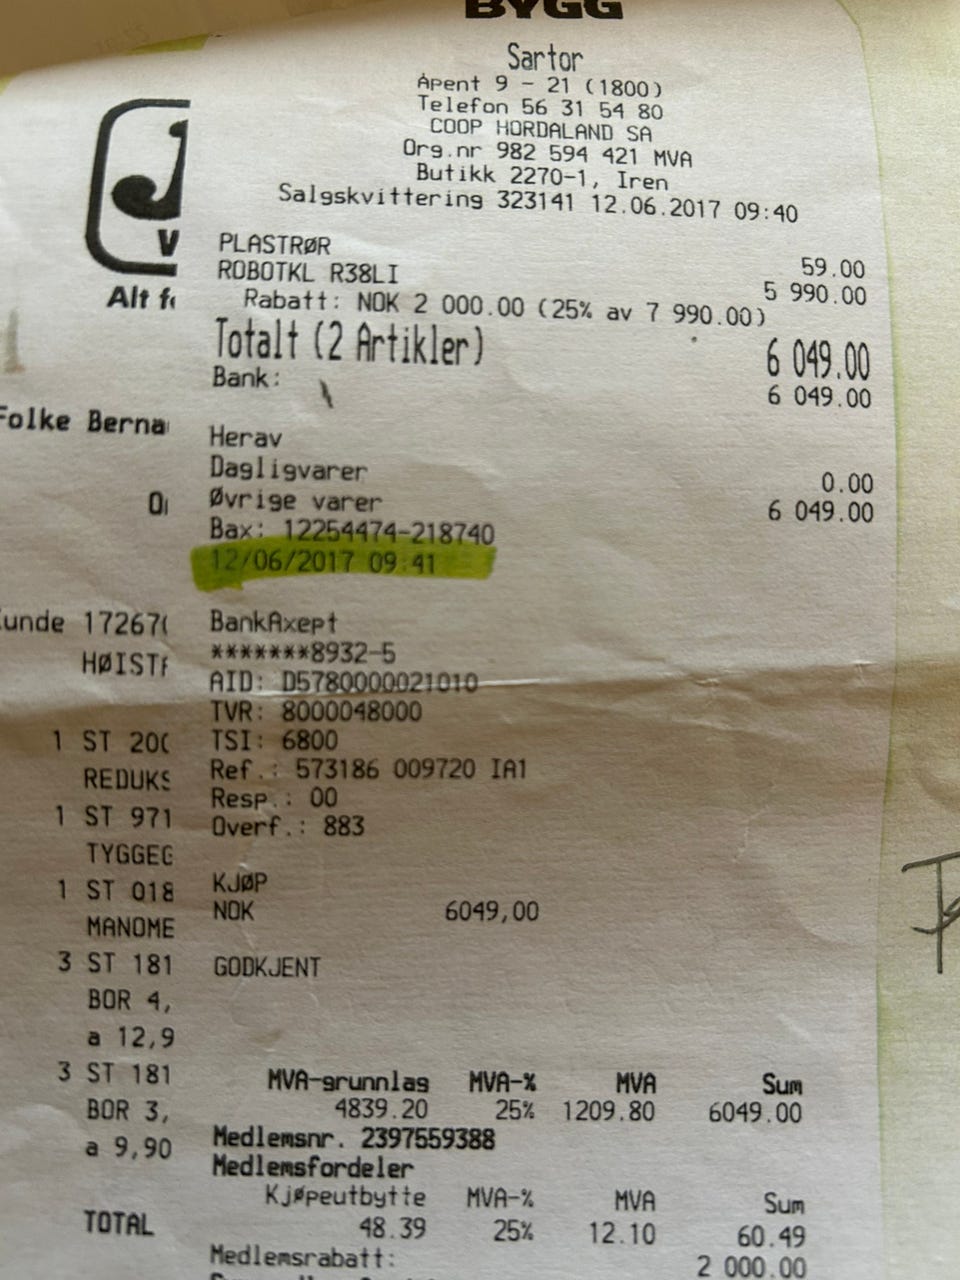 BYGG
Sartor
Åpent 9 - 21 (1800)
Telefon 56 31 54 80
COOP HORDALAND SA
Org.nr 982 594 421 MVA
Butikk 2270-1, Iren
Salgskvittering 323141 12.06.2017 09:40
PLASTRØR 59.00
ROBOTKL R38LI 5 990.00
Rabatt: NOK 2 000.00 (25% av 7 990.00)
Totalt (2 Artikler) 6 049.00
Bank: 6 049.00
Herav
Dagligvarer 0.00
Øvrige varer 6 049.00
Bax: 12254474-218740
12/06/2017 09:41
BankAxept
*******8932-5
AID: D5780000021010
TVR: 8000048000
TSI: 6800
Ref.: 573186 009720 IA1
Resp.: 00
Overf.: 883
KJØP
NOK 6049,00
GODKJENT
MVA-grunnlag MVA-% MVA Sum
4839.20 25% 1209.80 6049.00
Medlemsnr. 2397559388
Medlemsfordeler
Kjøpeutbytte MVA-% MVA Sum
48.39 25% 12.10 60.49
Medlemsrabatt: 2 000.00
Alt f
Folke Berna
1 ST 20
REDUKS
1 ST 971
TYGGEG
1 ST 018
MANOME
3 ST 181
BOR 4,
a 12,9
3 ST 181
BOR 3,
a 9,90
TOTAL